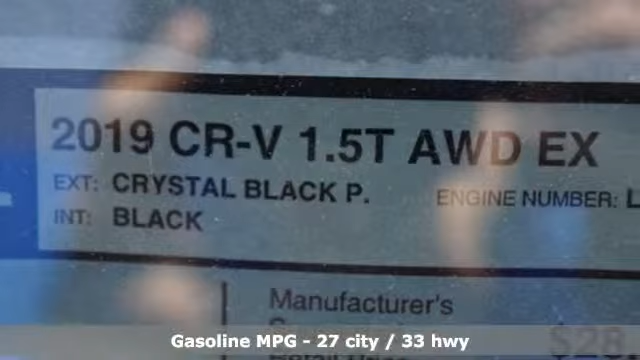 2019 CR-V 1.5T AWD EX
EXT: CRYSTAL BLACK P.
ENGINE NUMBER: L
INT: BLACK
Manufacturer's
Gasoline MPG - 27 city / 33 hwy
$28,